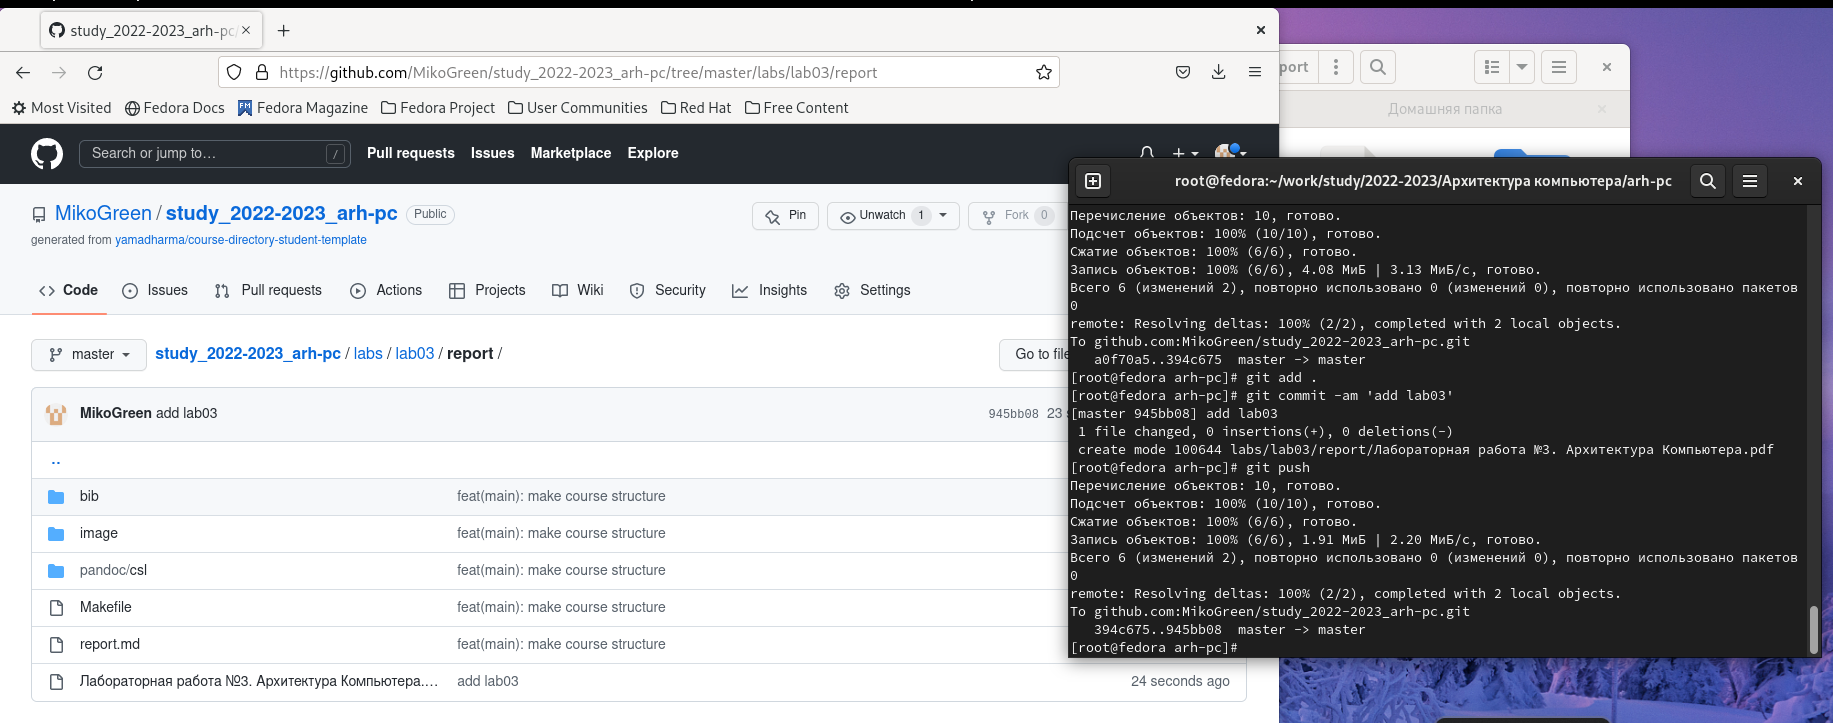 study_2022-2023_arh-pc/
https://github.com/MikoGreen/study_2022-2023_arh-pc/tree/master/labs/lab03/report
Most Visited Fedora Docs Fedora Magazine Fedora Project User Communities Red Hat Free Content
Search or jump to… / Pull requests Issues Marketplace Explore
MikoGreen / study_2022-2023_arh-pc Public
Pin Unwatch 1 Fork 0
generated from yamadharma/course-directory-student-template
Code Issues Pull requests Actions Projects Wiki Security Insights Settings
master study_2022-2023_arh-pc / labs / lab03 / report /
Go to file
MikoGreen add lab03 945bb08 23
..
bib feat(main): make course structure
image feat(main): make course structure
pandoc/csl feat(main): make course structure
Makefile feat(main): make course structure
report.md feat(main): make course structure
Лабораторная работа №3. Архитектура Компьютера.… add lab03 24 seconds ago
port
Домашняя папка
root@fedora:~/work/study/2022-2023/Архитектура компьютера/arh-pc
Перечисление объектов: 10, готово.
Подсчет объектов: 100% (10/10), готово.
Сжатие объектов: 100% (6/6), готово.
Запись объектов: 100% (6/6), 4.08 МиБ | 3.13 МиБ/с, готово.
Всего 6 (изменений 2), повторно использовано 0 (изменений 0), повторно использовано пакетов
0
remote: Resolving deltas: 100% (2/2), completed with 2 local objects.
To github.com:MikoGreen/study_2022-2023_arh-pc.git
a0f70a5..394c675 master -> master
[root@fedora arh-pc]# git add .
[root@fedora arh-pc]# git commit -am 'add lab03'
[master 945bb08] add lab03
1 file changed, 0 insertions(+), 0 deletions(-)
create mode 100644 labs/lab03/report/Лабораторная работа №3. Архитектура Компьютера.pdf
[root@fedora arh-pc]# git push
Перечисление объектов: 10, готово.
Подсчет объектов: 100% (10/10), готово.
Сжатие объектов: 100% (6/6), готово.
Запись объектов: 100% (6/6), 1.91 МиБ | 2.20 МиБ/с, готово.
Всего 6 (изменений 2), повторно использовано 0 (изменений 0), повторно использовано пакетов
0
remote: Resolving deltas: 100% (2/2), completed with 2 local objects.
To github.com:MikoGreen/study_2022-2023_arh-pc.git
394c675..945bb08 master -> master
[root@fedora arh-pc]#